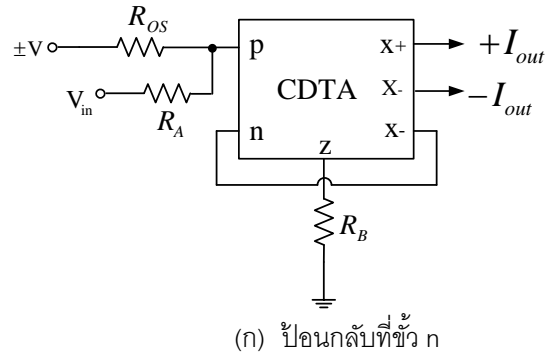 R_OS
±V
p
x+
+I_out
V_in
CDTA
X-
−I_out
R_A
n
x-
z
R_B
(ก) ป้อนกลับที่ขั้ว n